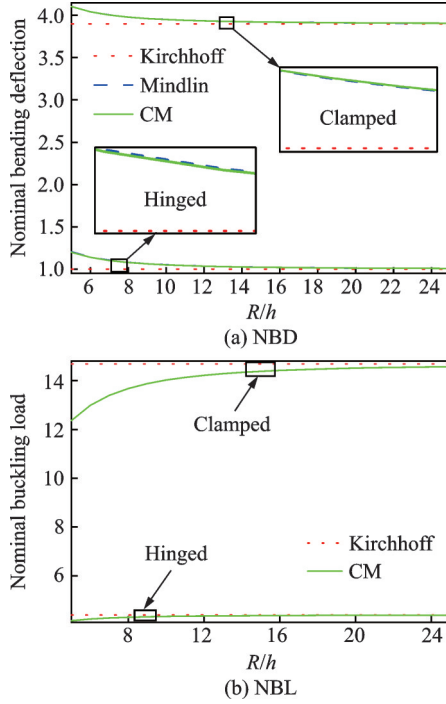 4.0
3.5
3.0
2.5
2.0
1.5
1.0
Nominal bending deflection
Kirchhoff
Mindlin
CM
Clamped
Hinged
6 8 10 12 14 16 18 20 22 24
R/h
(a) NBD
14
12
10
8
6
Nominal buckling load
Clamped
Hinged
Kirchhoff
CM
8 12 16 20 24
R/h
(b) NBL